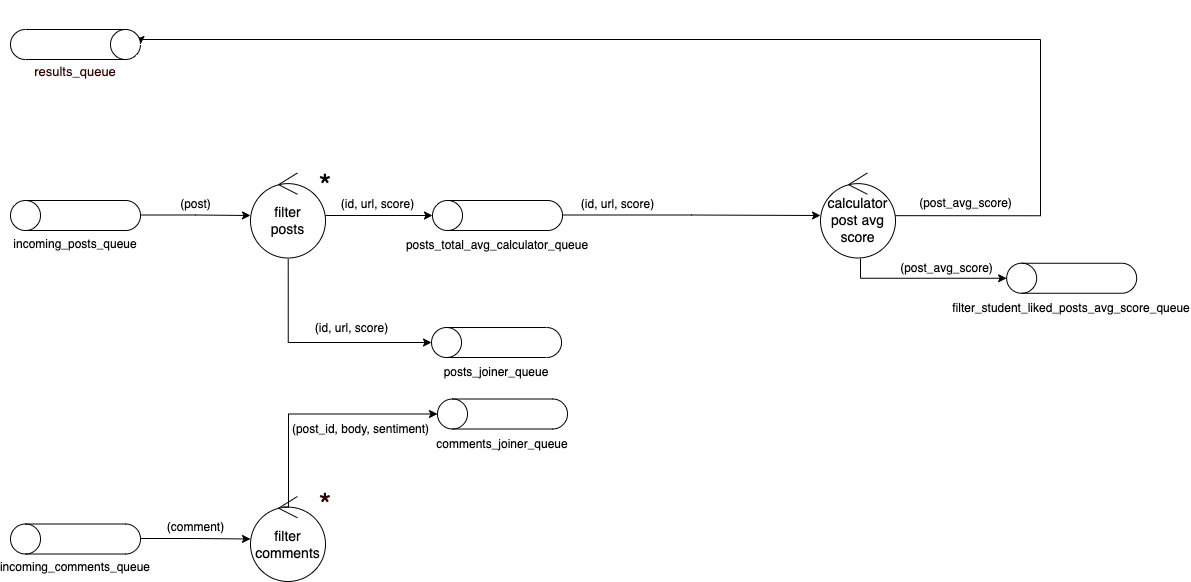 results_queue
*
(post)
filter
posts
(id, url, score)
(id, url, score)
calculator
post avg
score
(post_avg_score)
incoming_posts_queue
posts_total_avg_calculator_queue
(post_avg_score)
filter_student_liked_posts_avg_score_queue
(id, url, score)
posts_joiner_queue
(post_id, body, sentiment)
comments_joiner_queue
*
(comment)
filter
comments
incoming_comments_queue